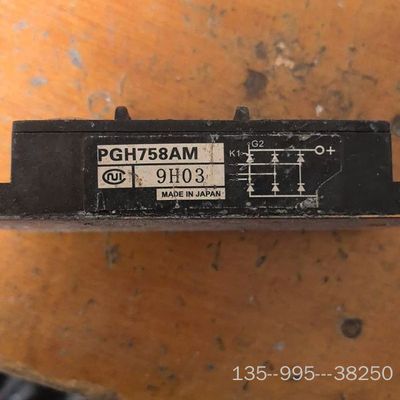 PGH758AM
9H03
MADE IN JAPAN
K1
G2
+
135--995---38250